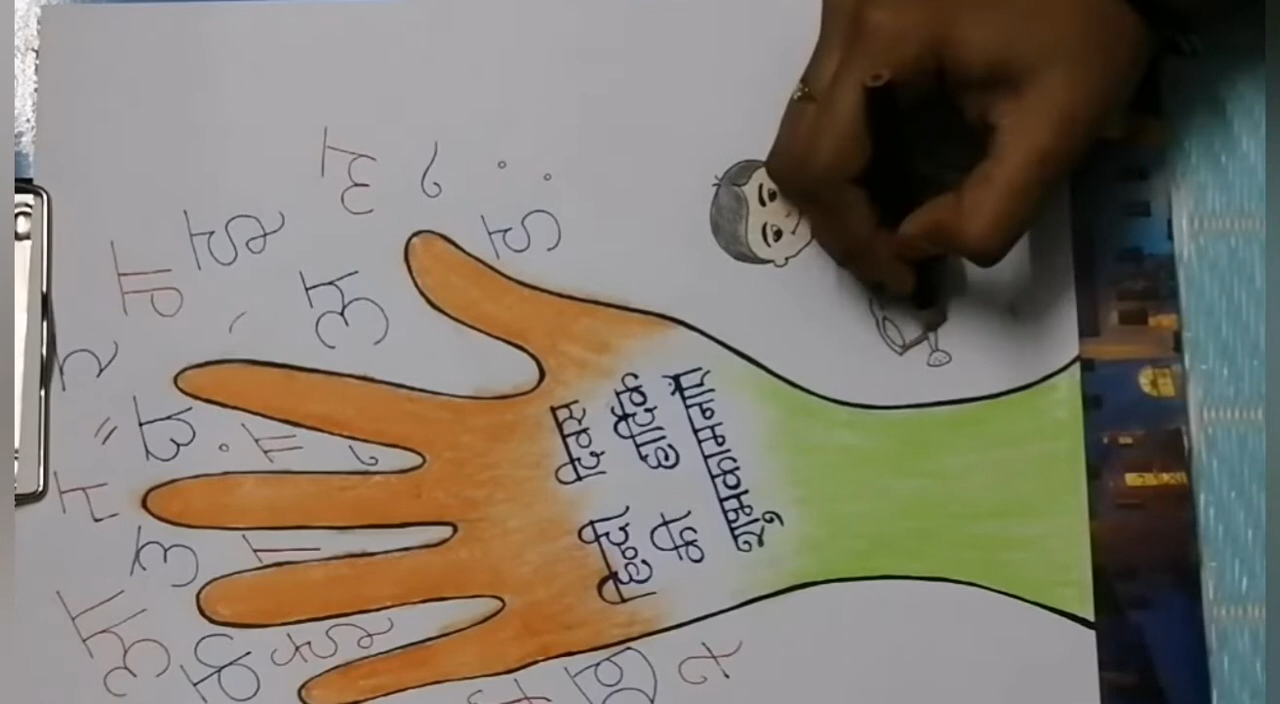 हिन्दी दिवस
की हार्दिक
शुभकामनाऐं
अ
इ
ग
ड
र
घ
त
उ
आ
क
ई
ख